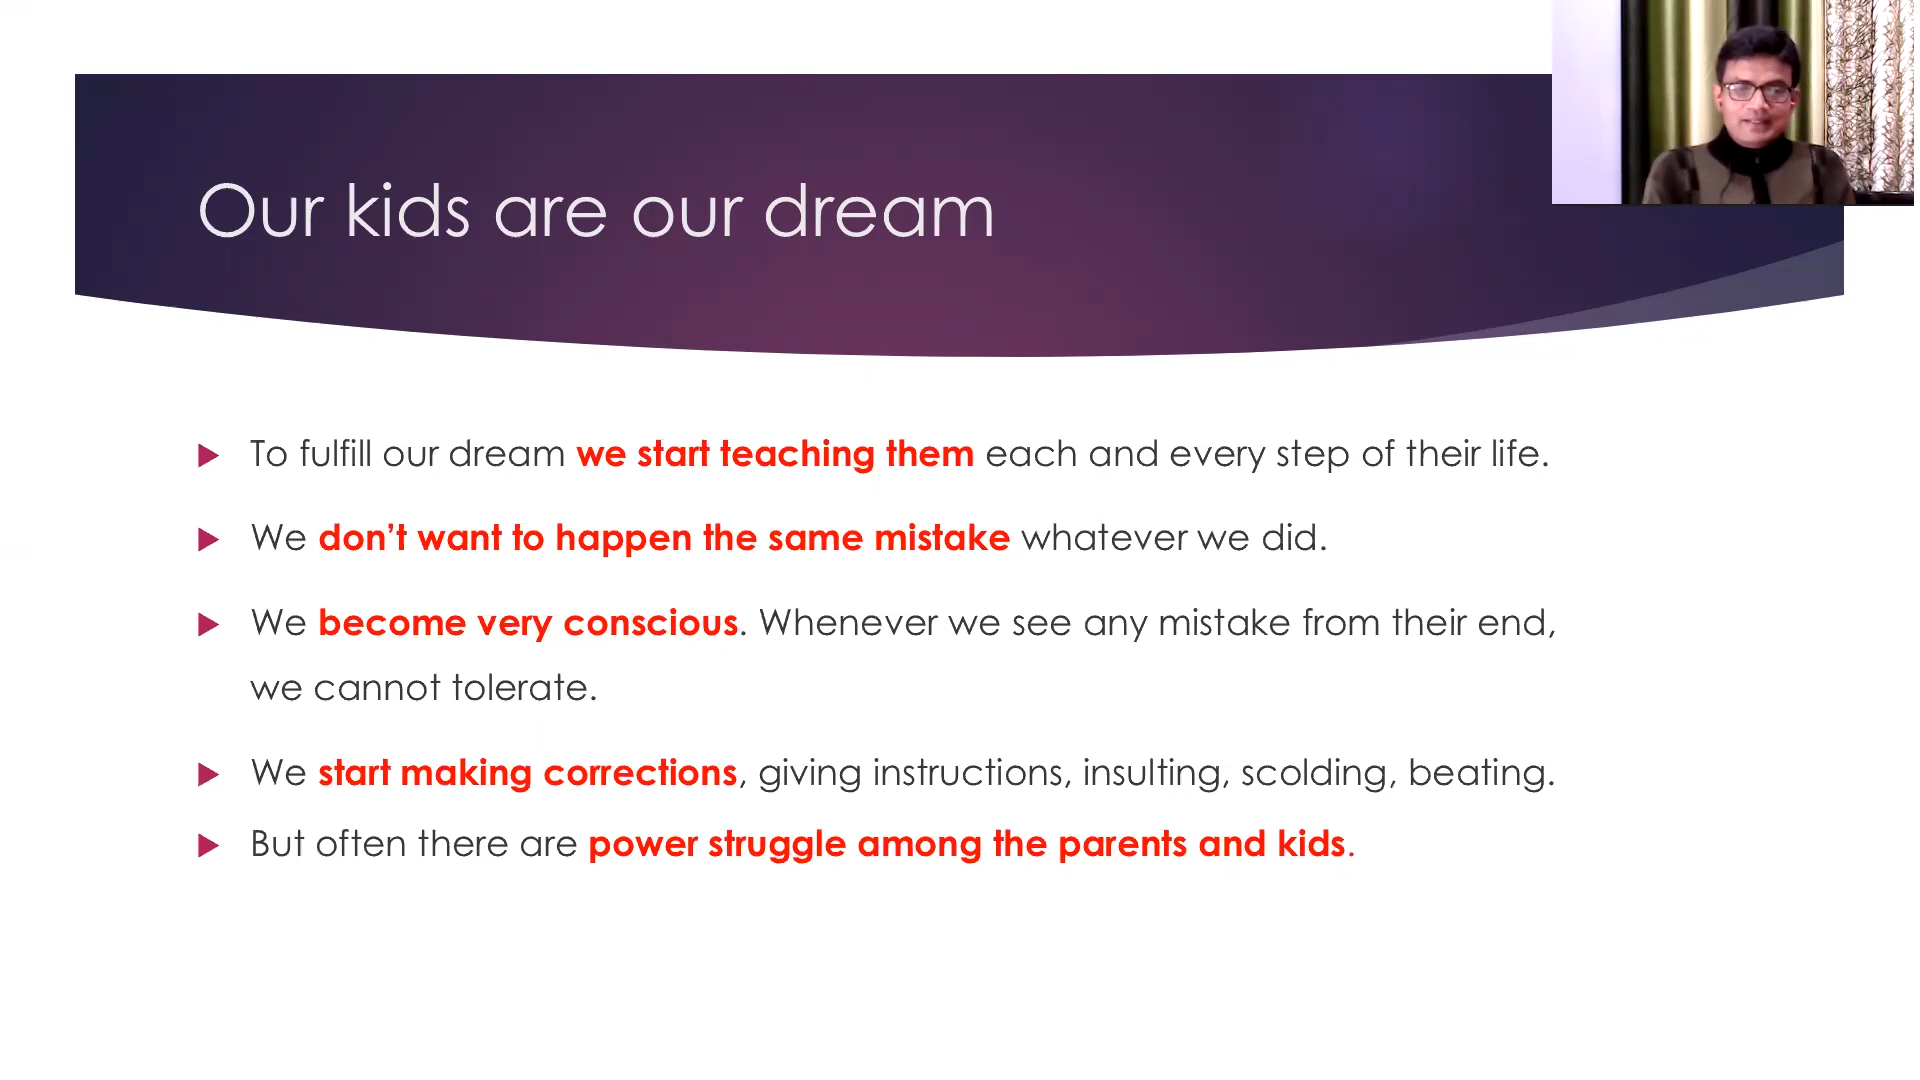 Our kids are our dream
To fulfill our dream we start teaching them each and every step of their life.
We don't want to happen the same mistake whatever we did.
We become very conscious. Whenever we see any mistake from their end,
we cannot tolerate.
We start making corrections, giving instructions, insulting, scolding, beating.
But often there are power struggle among the parents and kids.